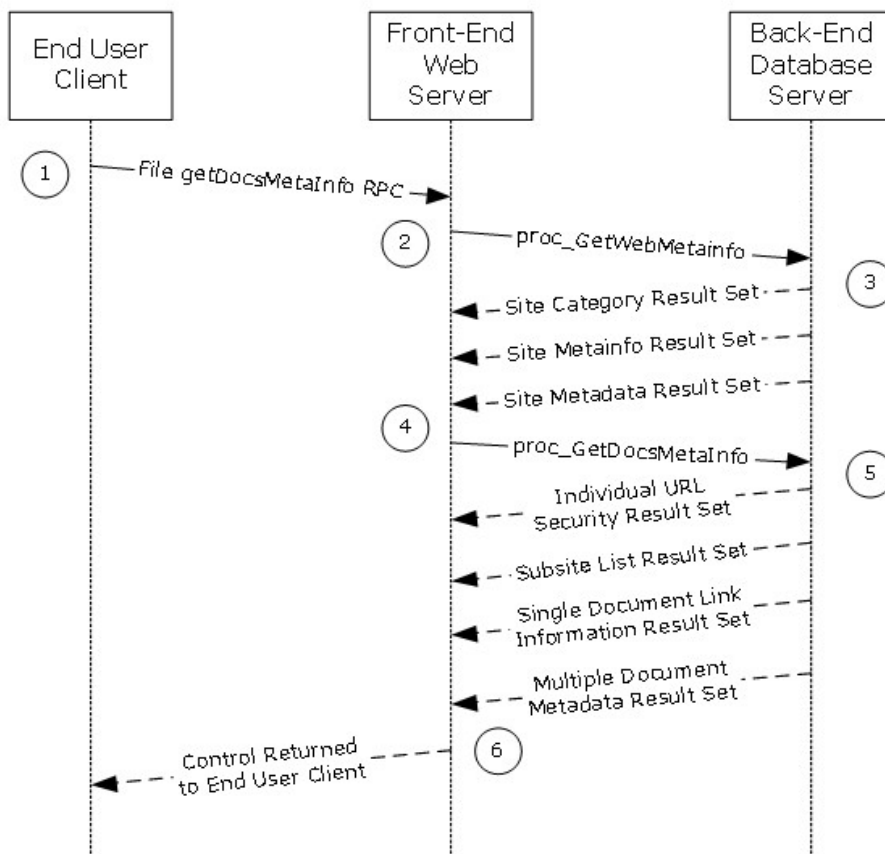 End User
Client
Front-End
Web
Server
Back-End
Database
Server
1
File getDocsMetaInfo RPC
2
proc_GetWebMetainfo
3
Site Category Result Set
Site Metainfo Result Set
Site Metadata Result Set
4
proc_GetDocsMetaInfo
5
Individual URL
Security Result Set
Subsite List Result Set
Single Document Link
Information Result Set
Multiple Document
Metadata Result Set
6
Control Returned
to End User Client